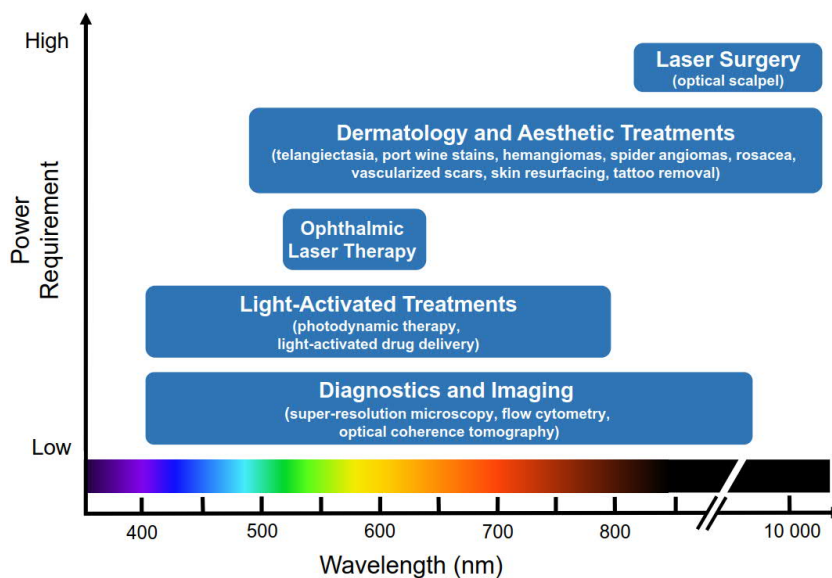 High
Laser Surgery
(optical scalpel)
Dermatology and Aesthetic Treatments
(telangiectasia, port wine stains, hemangiomas, spider angiomas, rosacea,
vascularized scars, skin resurfacing, tattoo removal)
Power
Requirement
Ophthalmic
Laser Therapy
Light-Activated Treatments
(photodynamic therapy,
light-activated drug delivery)
Diagnostics and Imaging
(super-resolution microscopy, flow cytometry,
optical coherence tomography)
Low
400 500 600 700 800 10 000
Wavelength (nm)